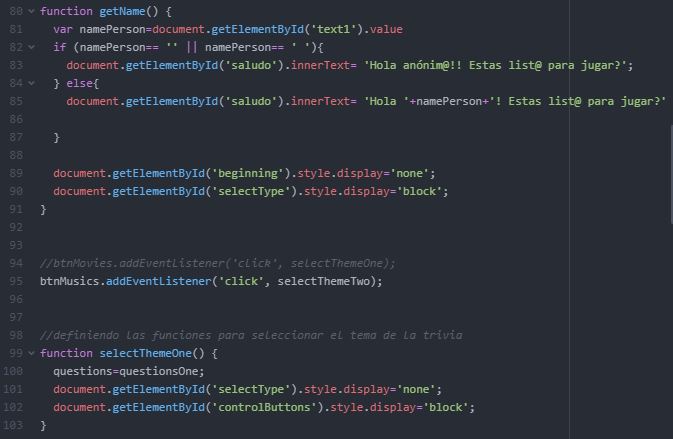 80 function getName() {
81   var namePerson=document.getElementById('text1').value
82   if (namePerson== '' || namePerson== ' '){
83     document.getElementById('saludo').innerText= 'Hola anónim@!! Estas list@ para jugar?';
84   } else{
85     document.getElementById('saludo').innerText= 'Hola '+namePerson+'! Estas list@ para jugar?'
86
87   }
88
89   document.getElementById('beginning').style.display='none';
90   document.getElementById('selectType').style.display='block';
91 }
92
93
94 //btnMovies.addEventListener('click', selectThemeOne);
95 btnMusics.addEventListener('click', selectThemeTwo);
96
97
98 //definiendo las funciones para seleccionar el tema de la trivia
99 function selectThemeOne() {
100   questions=questionsOne;
101   document.getElementById('selectType').style.display='none';
102   document.getElementById('controlButtons').style.display='block';
103 }